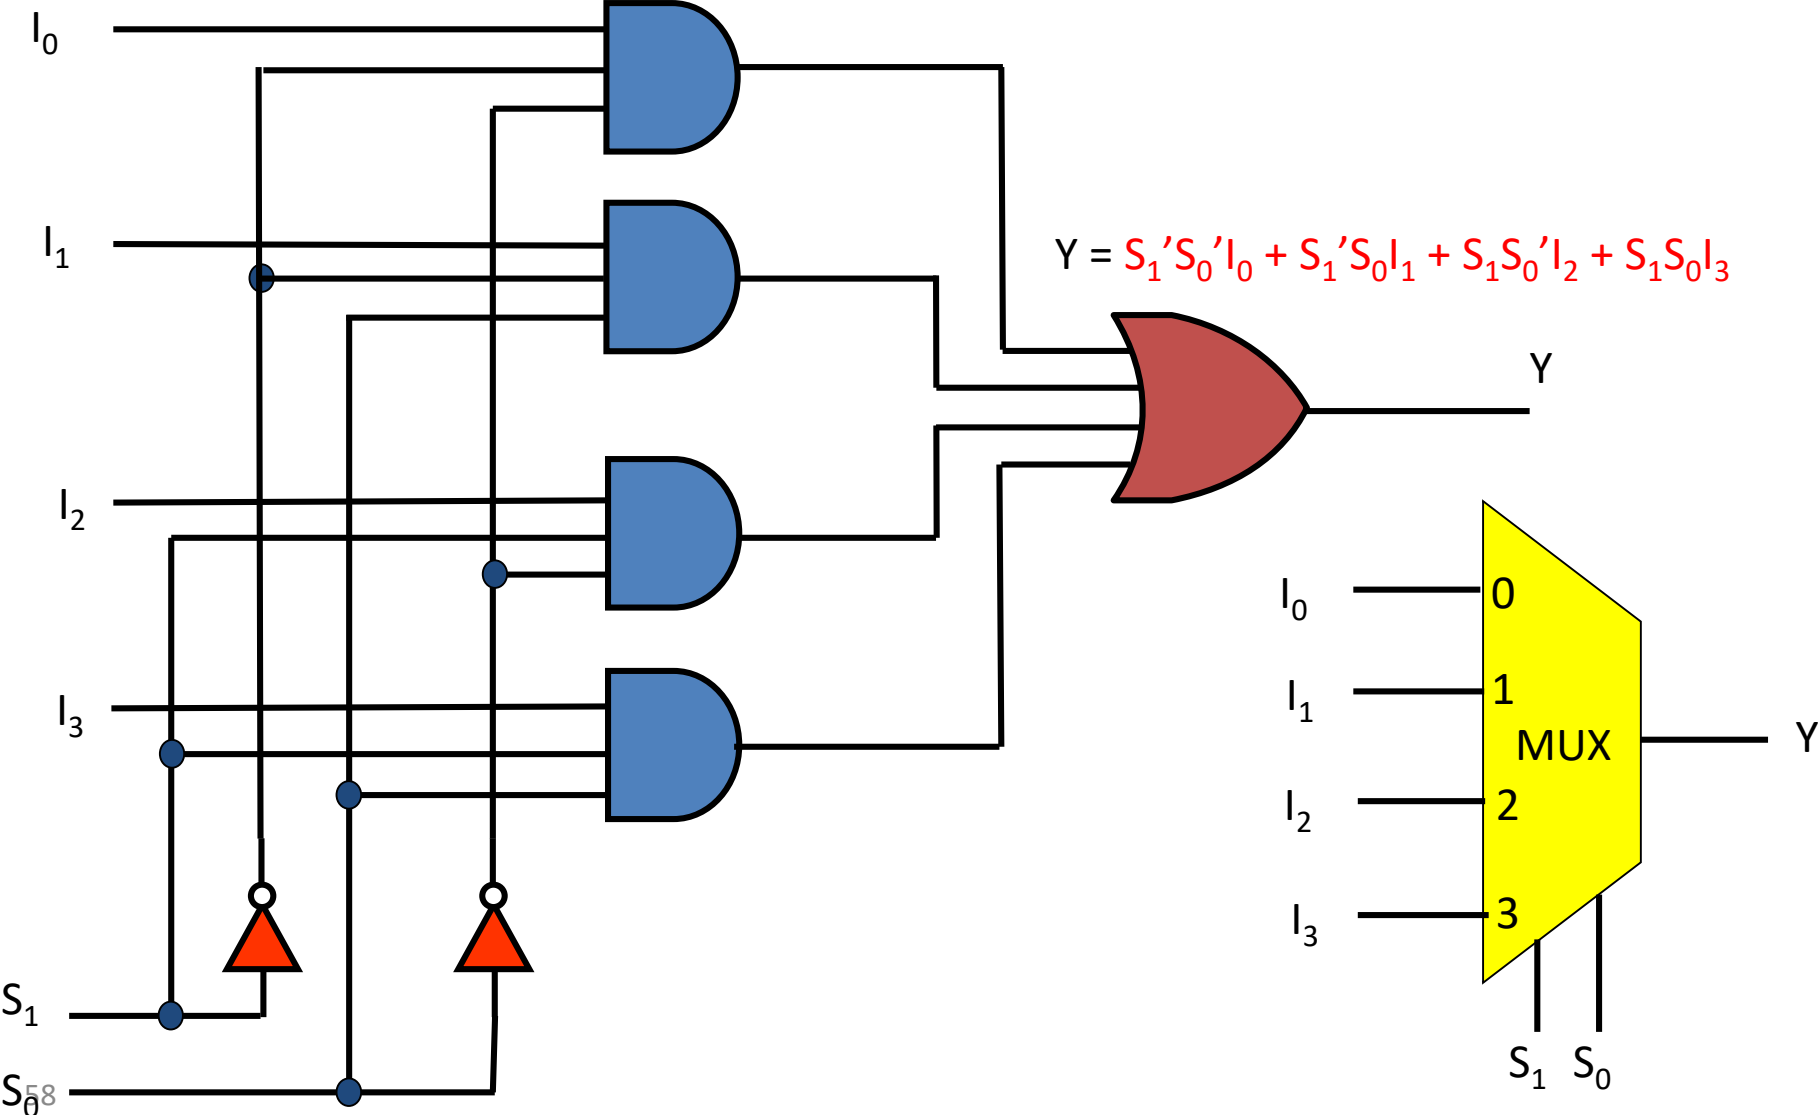 I₀
I₁
Y = S₁’S₀’I₀ + S₁’S₀I₁ + S₁S₀’I₂ + S₁S₀I₃
Y
I₂
I₀ 0
I₁ 1
I₃
MUX
Y
I₂ 2
I₃ 3
S₁
S₁ S₀
S₀
58